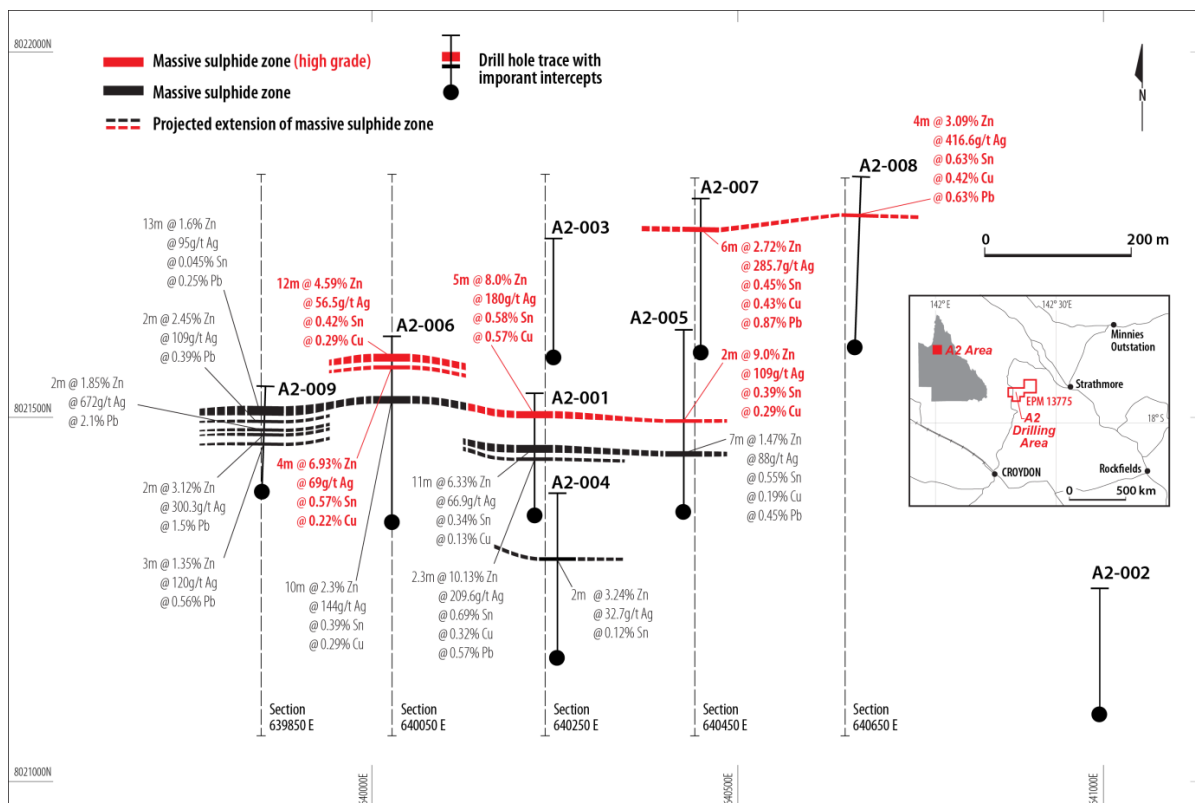 8022000N
Massive sulphide zone (high grade)
Massive sulphide zone
Projected extension of massive sulphide zone
Drill hole trace with
imporant intercepts
N
4m @ 3.09% Zn
@ 416.6g/t Ag
@ 0.63% Sn
@ 0.42% Cu
@ 0.63% Pb
A2-008
A2-007
A2-003
0 200 m
13m @ 1.6% Zn
@ 95g/t Ag
@ 0.045% Sn
@ 0.25% Pb
12m @ 4.59% Zn
@ 56.5g/t Ag
@ 0.42% Sn
@ 0.29% Cu
5m @ 8.0% Zn
@ 180g/t Ag
@ 0.58% Sn
@ 0.57% Cu
6m @ 2.72% Zn
@ 285.7g/t Ag
@ 0.45% Sn
@ 0.43% Cu
@ 0.87% Pb
2m @ 2.45% Zn
@ 109g/t Ag
@ 0.39% Pb
A2-006
A2-005
2m @ 9.0% Zn
@ 109g/t Ag
@ 0.39% Sn
@ 0.29% Cu
2m @ 1.85% Zn
@ 672g/t Ag
@ 2.1% Pb
A2-009
A2-001
8021500N
142° E
142° 30'E
Minnies
Outstation
A2 Area
Strathmore
EPM 13775
18° S
A2
Drilling
Area
CROYDON
Rockfields
0 500 km
7m @ 1.47% Zn
@ 88g/t Ag
@ 0.55% Sn
@ 0.19% Cu
@ 0.45% Pb
4m @ 6.93% Zn
@ 69g/t Ag
@ 0.57% Sn
@ 0.22% Cu
11m @ 6.33% Zn
@ 66.9g/t Ag
@ 0.34% Sn
@ 0.13% Cu
A2-004
2m @ 3.12% Zn
@ 300.3g/t Ag
@ 1.5% Pb
3m @ 1.35% Zn
@ 120g/t Ag
@ 0.56% Pb
10m @ 2.3% Zn
@ 144g/t Ag
@ 0.39% Sn
@ 0.29% Cu
2.3m @ 10.13% Zn
@ 209.6g/t Ag
@ 0.69% Sn
@ 0.32% Cu
@ 0.57% Pb
2m @ 3.24% Zn
@ 32.7g/t Ag
@ 0.12% Sn
A2-002
Section
639850 E
Section
640050 E
Section
640250 E
Section
640450 E
Section
640650 E
8021000N
640000E
640500E
641000E